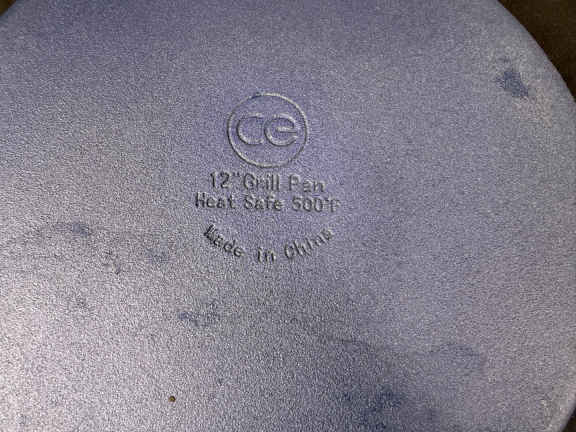 ce
12"Grill Pan
Heat Safe 500°F
Made in China